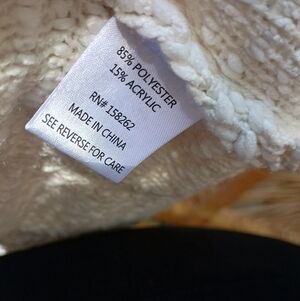 85% POLYESTER
15% ACRYLIC
RN# 158262
MADE IN CHINA
SEE REVERSE FOR CARE